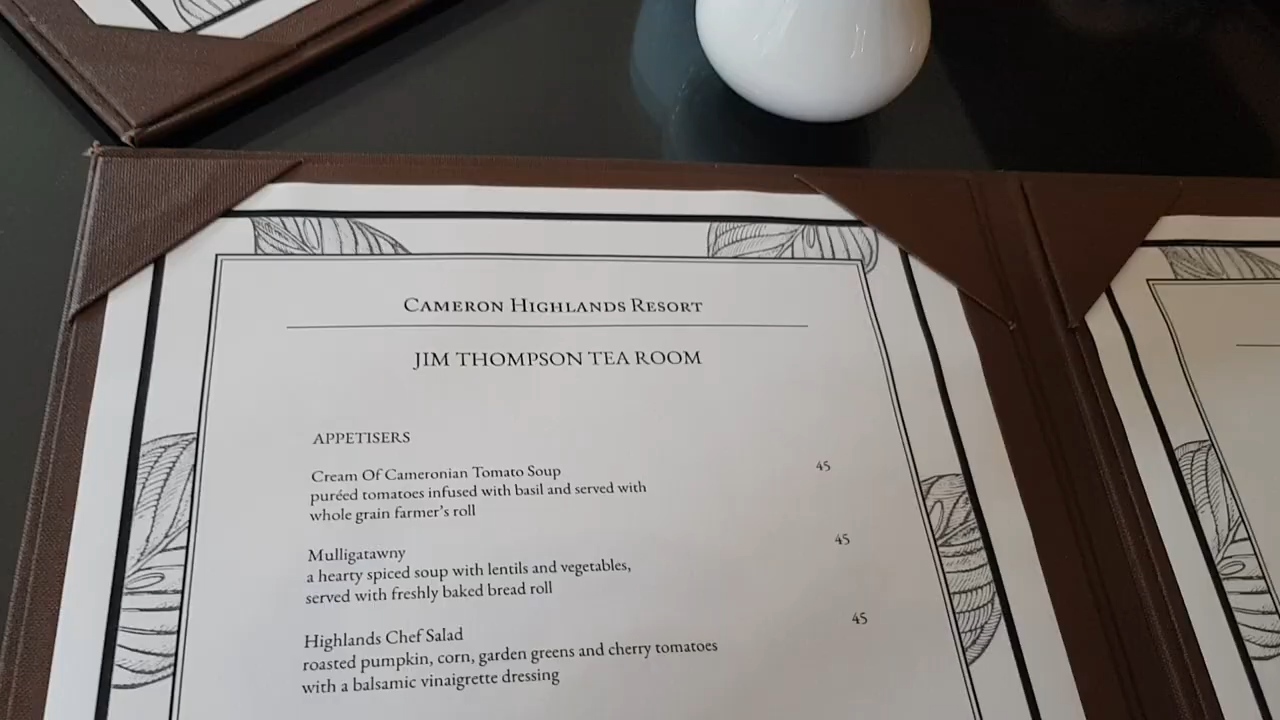 CAMERON HIGHLANDS RESORT
JIM THOMPSON TEA ROOM
APPETISERS
Cream Of Cameronian Tomato Soup 45
puréed tomatoes infused with basil and served with
whole grain farmer's roll
Mulligatawny 45
a hearty spiced soup with lentils and vegetables,
served with freshly baked bread roll
Highlands Chef Salad 45
roasted pumpkin, corn, garden greens and cherry tomatoes
with a balsamic vinaigrette dressing